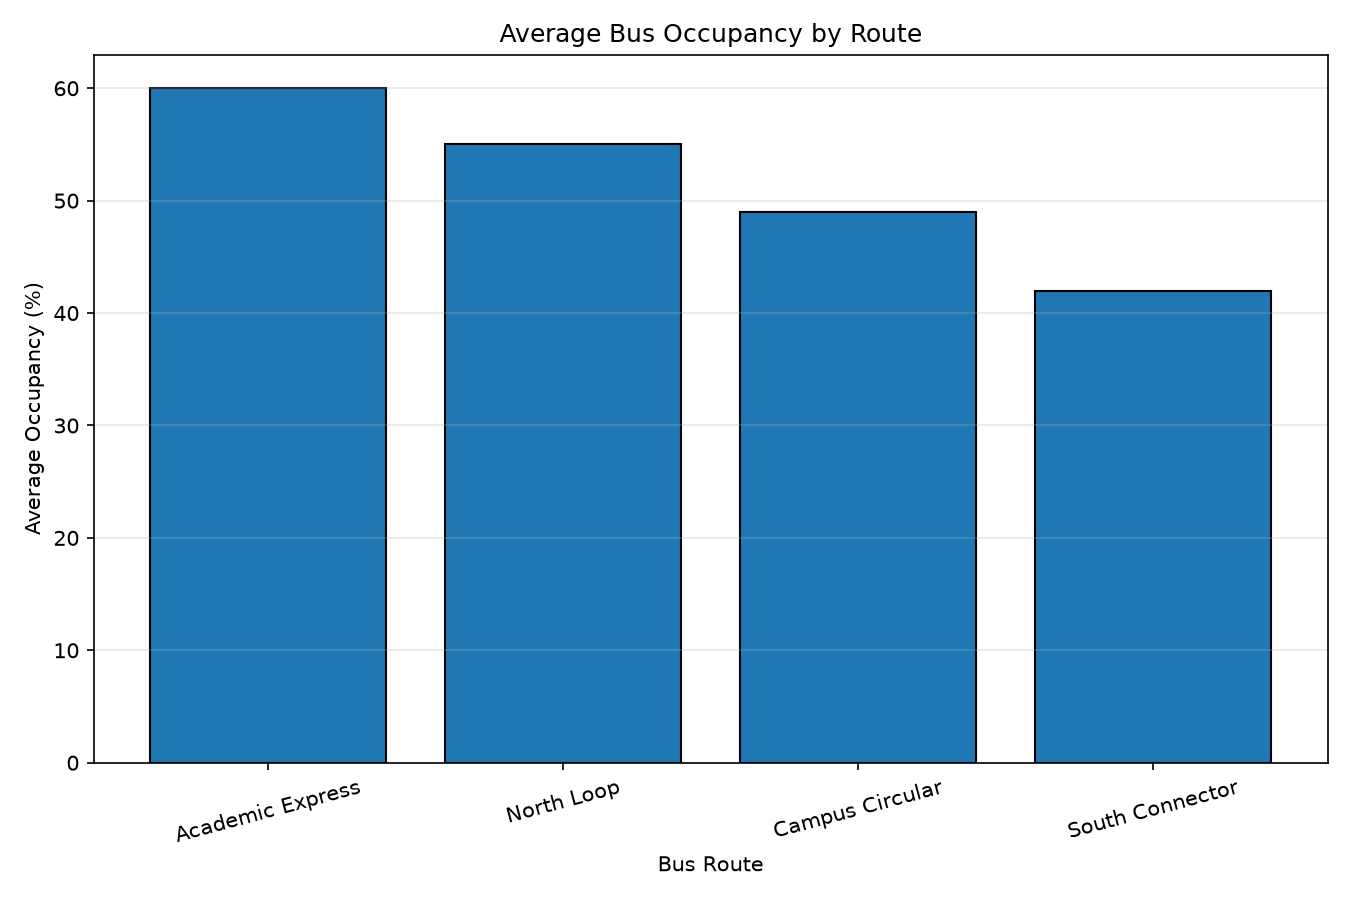 Average Bus Occupancy by Route
Average Occupancy (%)
60
50
40
30
20
10
0
Academic Express
North Loop
Campus Circular
South Connector
Bus Route